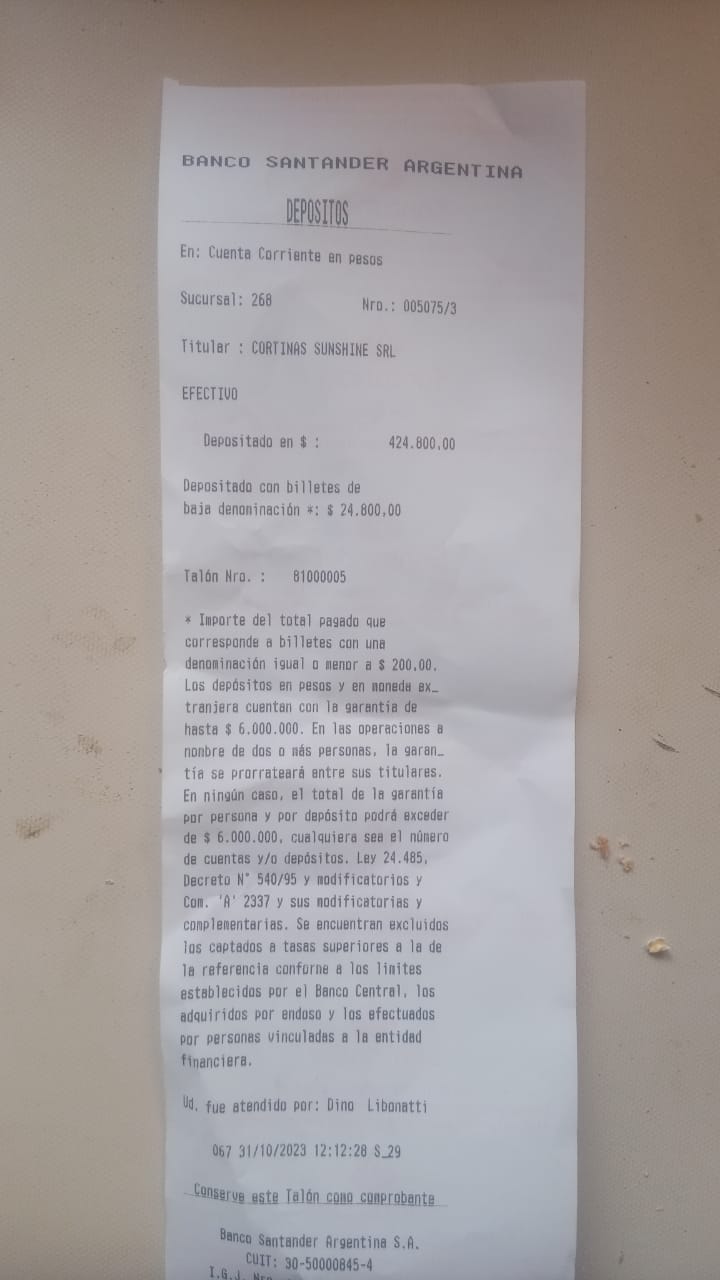 BANCO SANTANDER ARGENTINA
DEPOSITOS
En: Cuenta Corriente en pesos
Sucursal: 268 Nro.: 005075/3
Titular : CORTINAS SUNSHINE SRL
EFECTIVO
Depositado en $ : 424.800,00
Depositado con billetes de
baja denominación *: $ 24.800,00
Talón Nro. : 81000005
* Importe del total pagado que
corresponde a billetes con una
denominación igual o menor a $ 200,00.
Los depósitos en pesos y en moneda ex_
tranjera cuentan con la garantía de
hasta $ 6.000.000. En las operaciones a
nombre de dos o más personas, la garan_
tía se prorrateará entre sus titulares.
En ningún caso, el total de la garantía
por persona y por depósito podrá exceder
de $ 6.000.000, cualquiera sea el número
de cuentas y/o depósitos. Ley 24.485,
Decreto N° 540/95 y modificatorios y
Com. 'A' 2337 y sus modificatorias y
complementarias. Se encuentran excluidos
los captados a tasas superiores a la de
la referencia conforme a los límites
establecidos por el Banco Central, los
adquiridos por endoso y los efectuados
por personas vinculadas a la entidad
financiera.
Ud. fue atendido por: Dino Libonatti
067 31/10/2023 12:12:28 S_29
Conserve este Talón como comprobante
Banco Santander Argentina S.A.
CUIT: 30-50000845-4
I.G.J. Nro